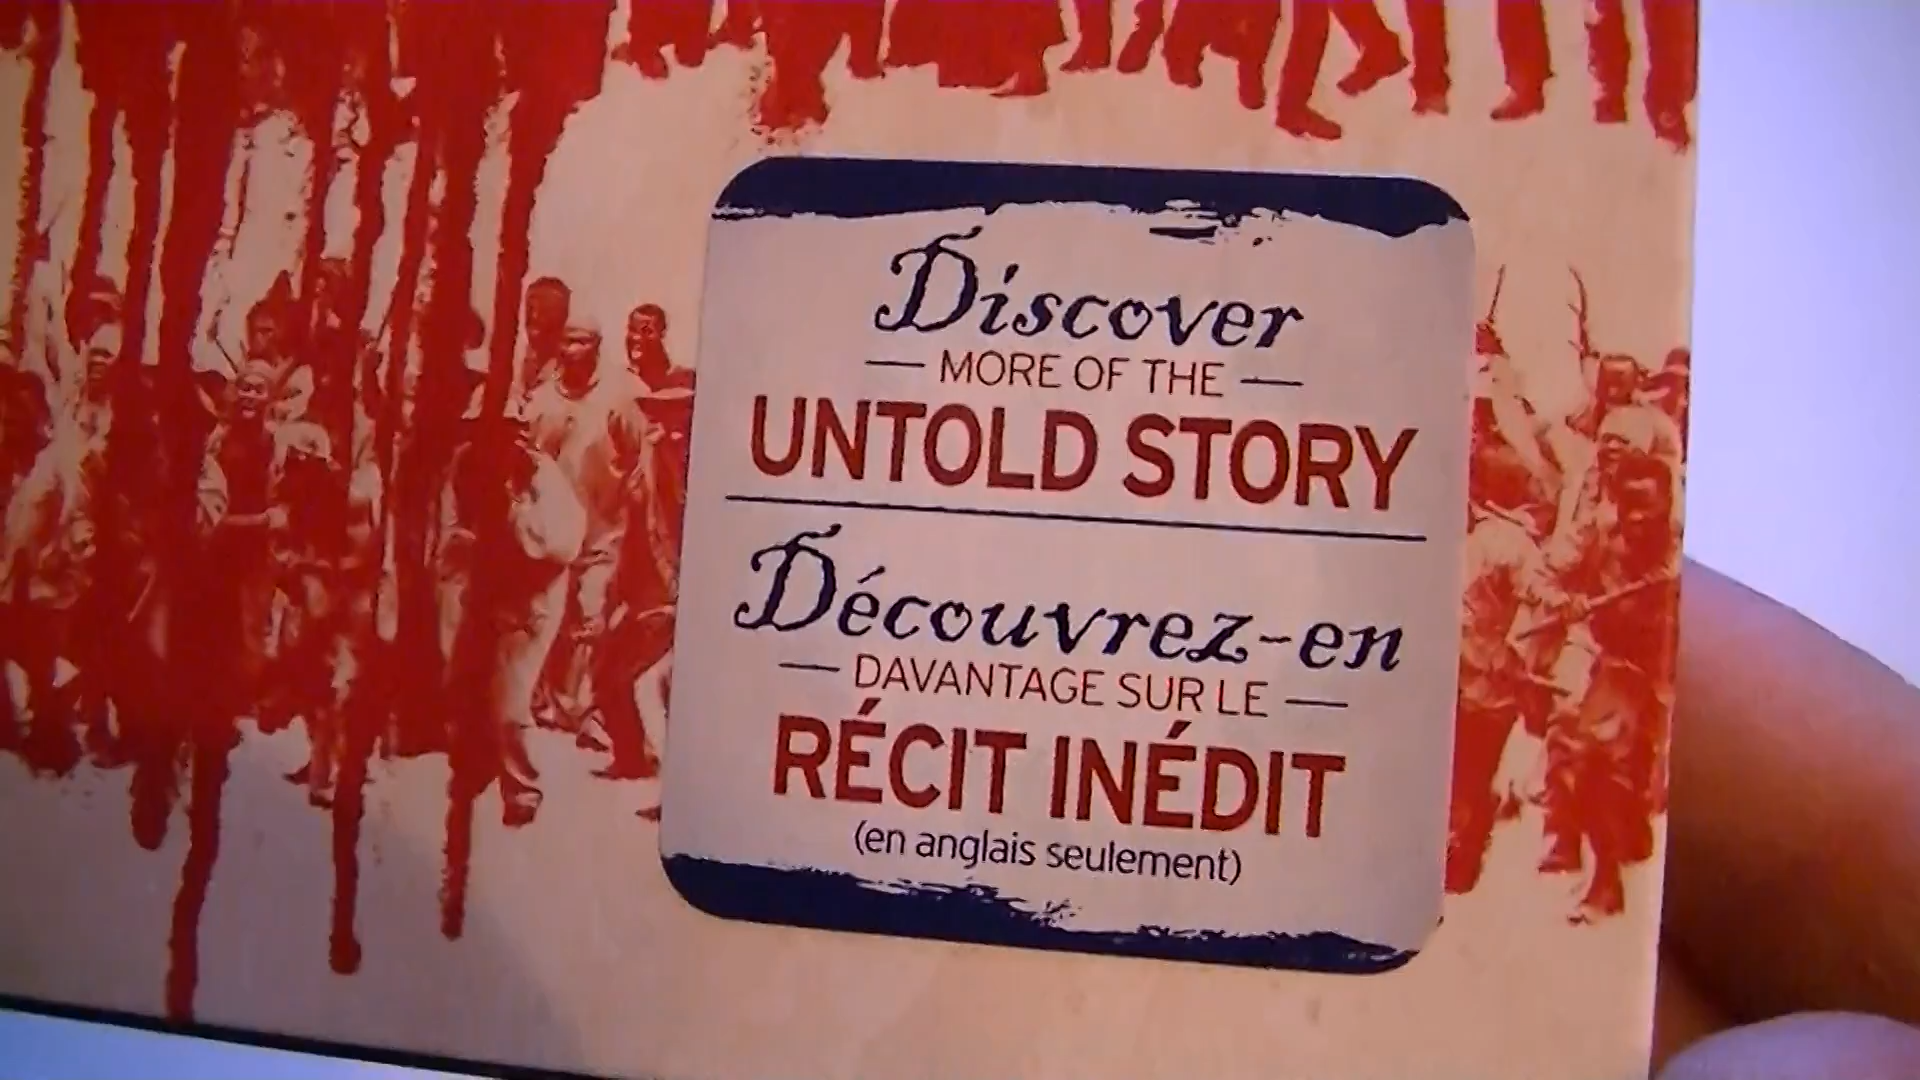 Discover
MORE OF THE
UNTOLD STORY
Découvrez-en
DAVANTAGE SUR LE
RÉCIT INÉDIT
(en anglais seulement)